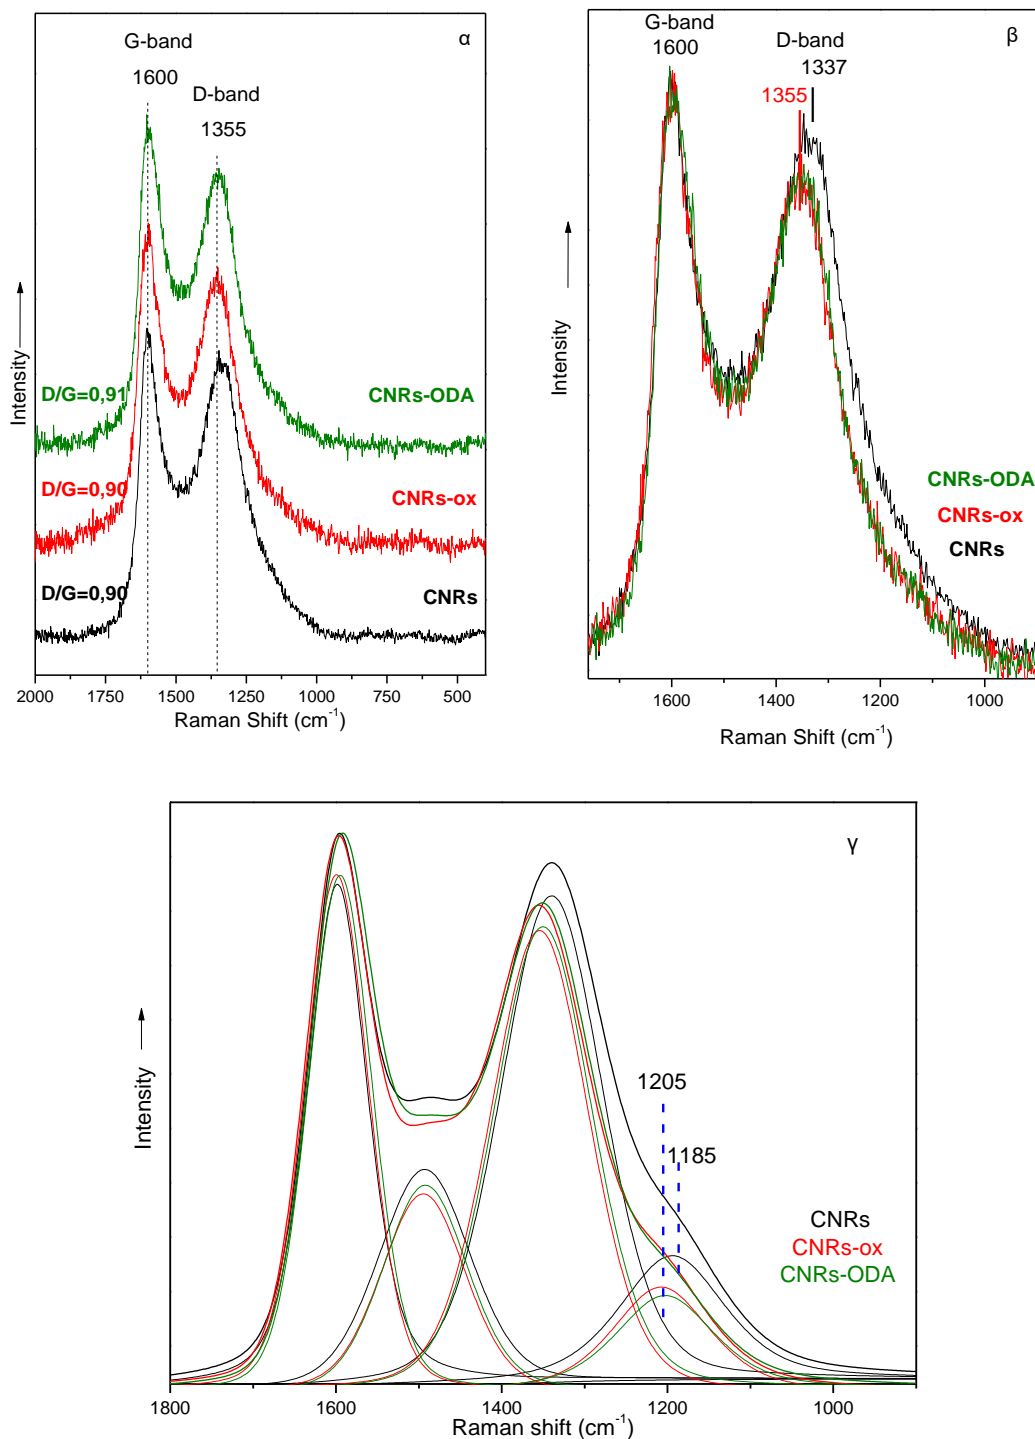 G-band
1600
D-band
1355
α
Intensity
D/G=0,91
CNRs-ODA
D/G=0,90
CNRs-ox
D/G=0,90
CNRs
2000 1750 1500 1250 1000 750 500
Raman Shift (cm⁻¹)
G-band
1600
D-band
1337
1355
β
Intensity
CNRs-ODA
CNRs-ox
CNRs
1600 1400 1200 1000
Raman Shift (cm⁻¹)
γ
Intensity
1205
1185
CNRs
CNRs-ox
CNRs-ODA
1800 1600 1400 1200 1000
Raman shift (cm⁻¹)